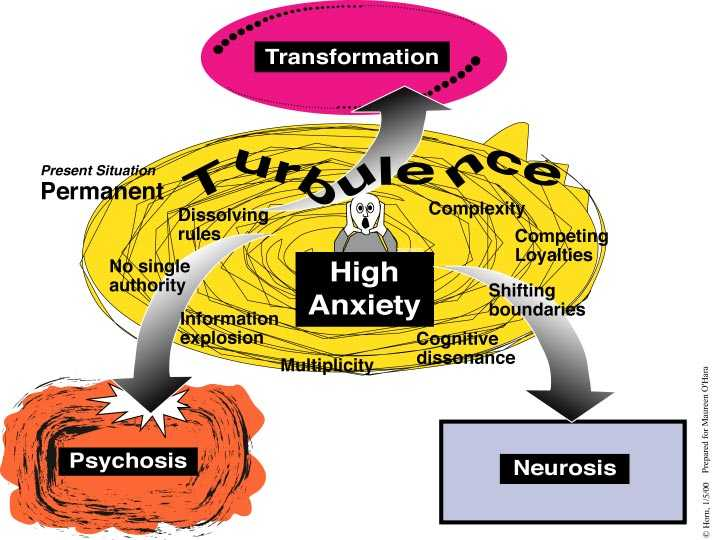 Transformation
Present Situation
Permanent
Turbulence
Dissolving
rules
Complexity
Competing
Loyalties
No single
authority
High
Anxiety
Shifting
boundaries
Information
explosion
Cognitive
dissonance
Multiplicity
Psychosis
Neurosis
© Horn, 1/5/00 Prepared for Maureen O'Hara